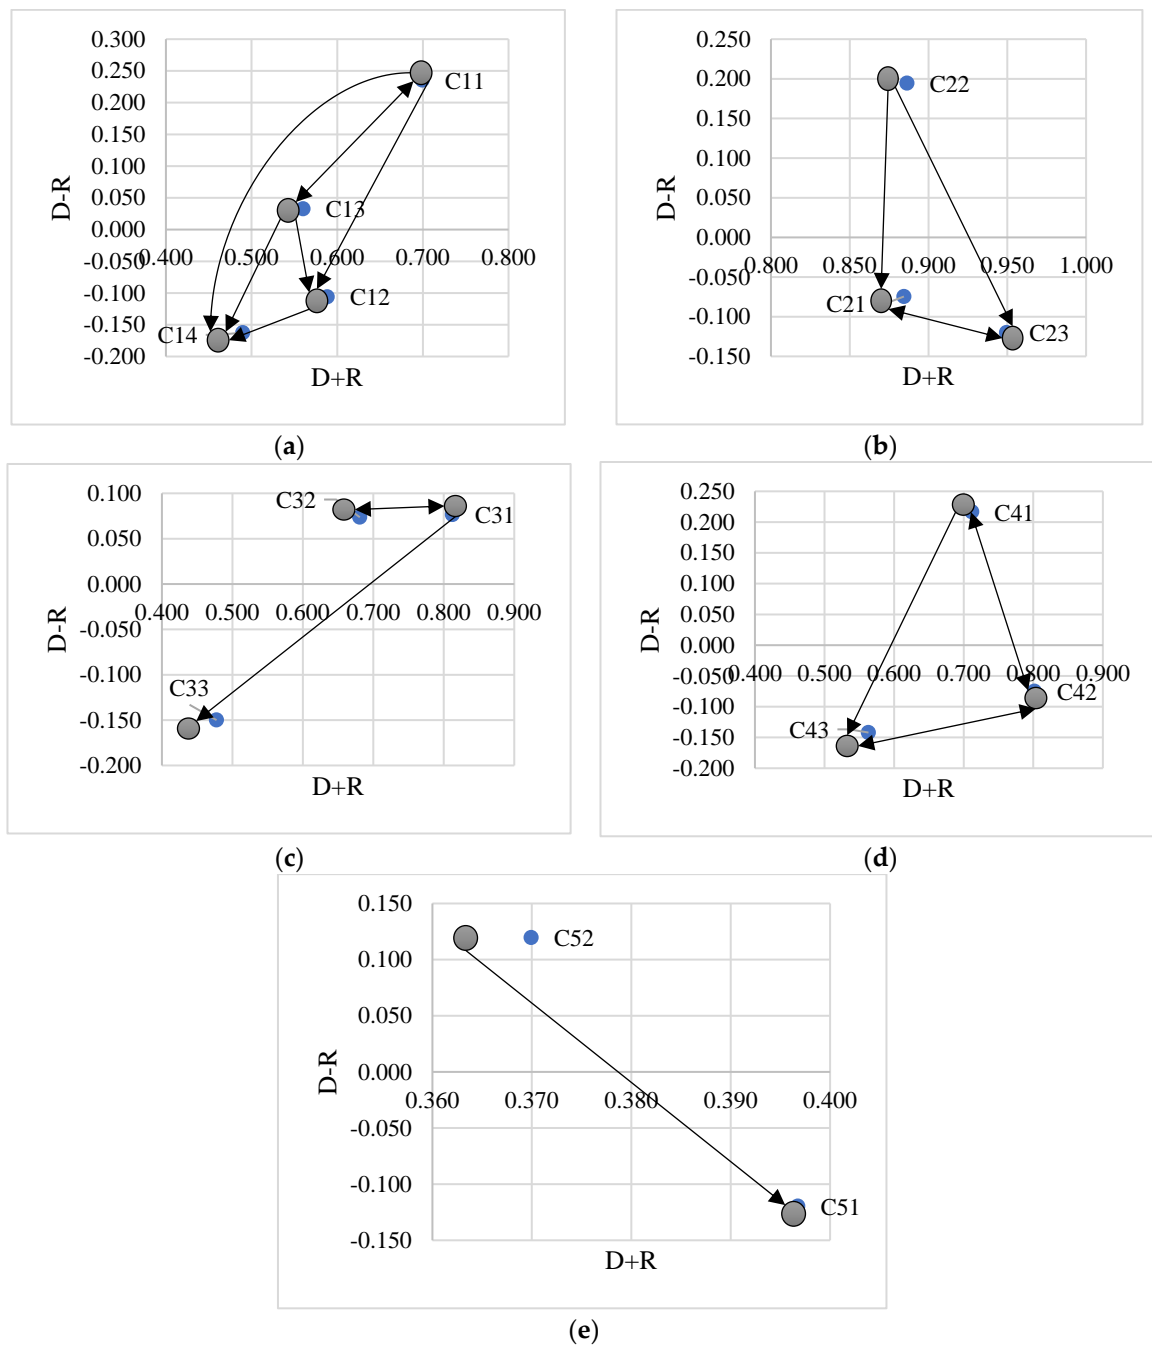 0.300
0.250
0.200
0.150
0.100
0.050
0.000
-0.050
-0.100
-0.150
-0.200
0.400 0.500 0.600 0.700 0.800
D-R
D+R
C11
C13
C12
C14
(a)
0.250
0.200
0.150
0.100
0.050
0.000
-0.050
-0.100
-0.150
0.800 0.850 0.900 0.950 1.000
D-R
D+R
C22
C21
C23
(b)
0.100
0.050
0.000
-0.050
-0.100
-0.150
-0.200
0.400 0.500 0.600 0.700 0.800 0.900
D-R
D+R
C32
C31
C33
(c)
0.250
0.200
0.150
0.100
0.050
0.000
-0.050
-0.100
-0.150
-0.200
0.400 0.500 0.600 0.700 0.800 0.900
D-R
D+R
C41
C42
C43
(d)
0.150
0.100
0.050
0.000
-0.050
-0.100
-0.150
0.360 0.370 0.380 0.390 0.400
D-R
D+R
C52
C51
(e)